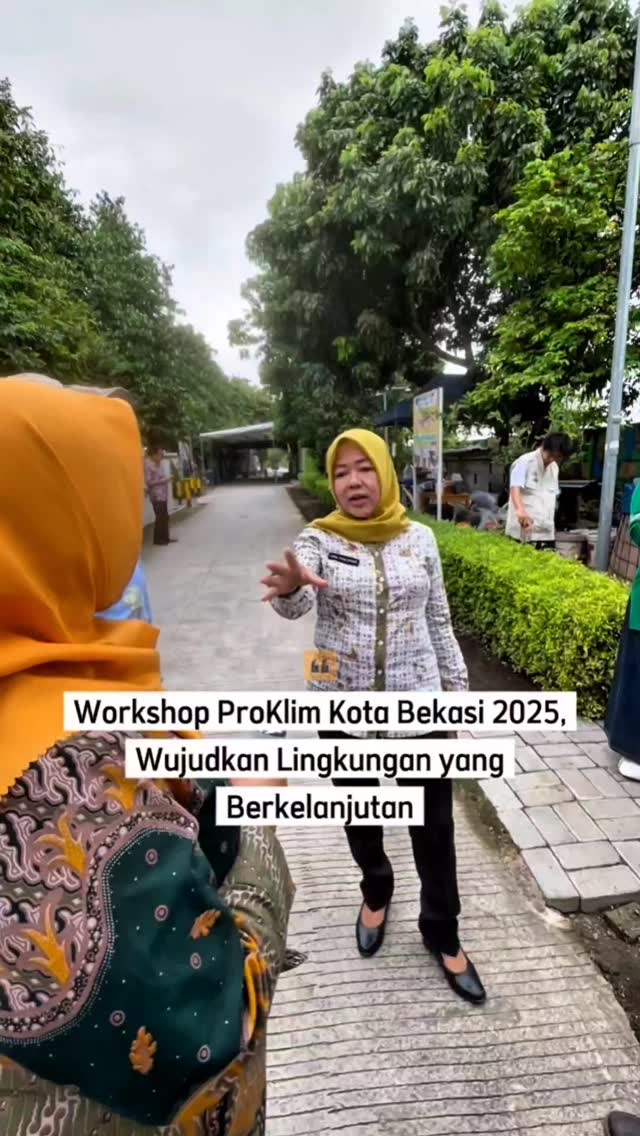 Workshop ProKlim Kota Bekasi 2025,
Wujudkan Lingkungan yang
Berkelanjutan